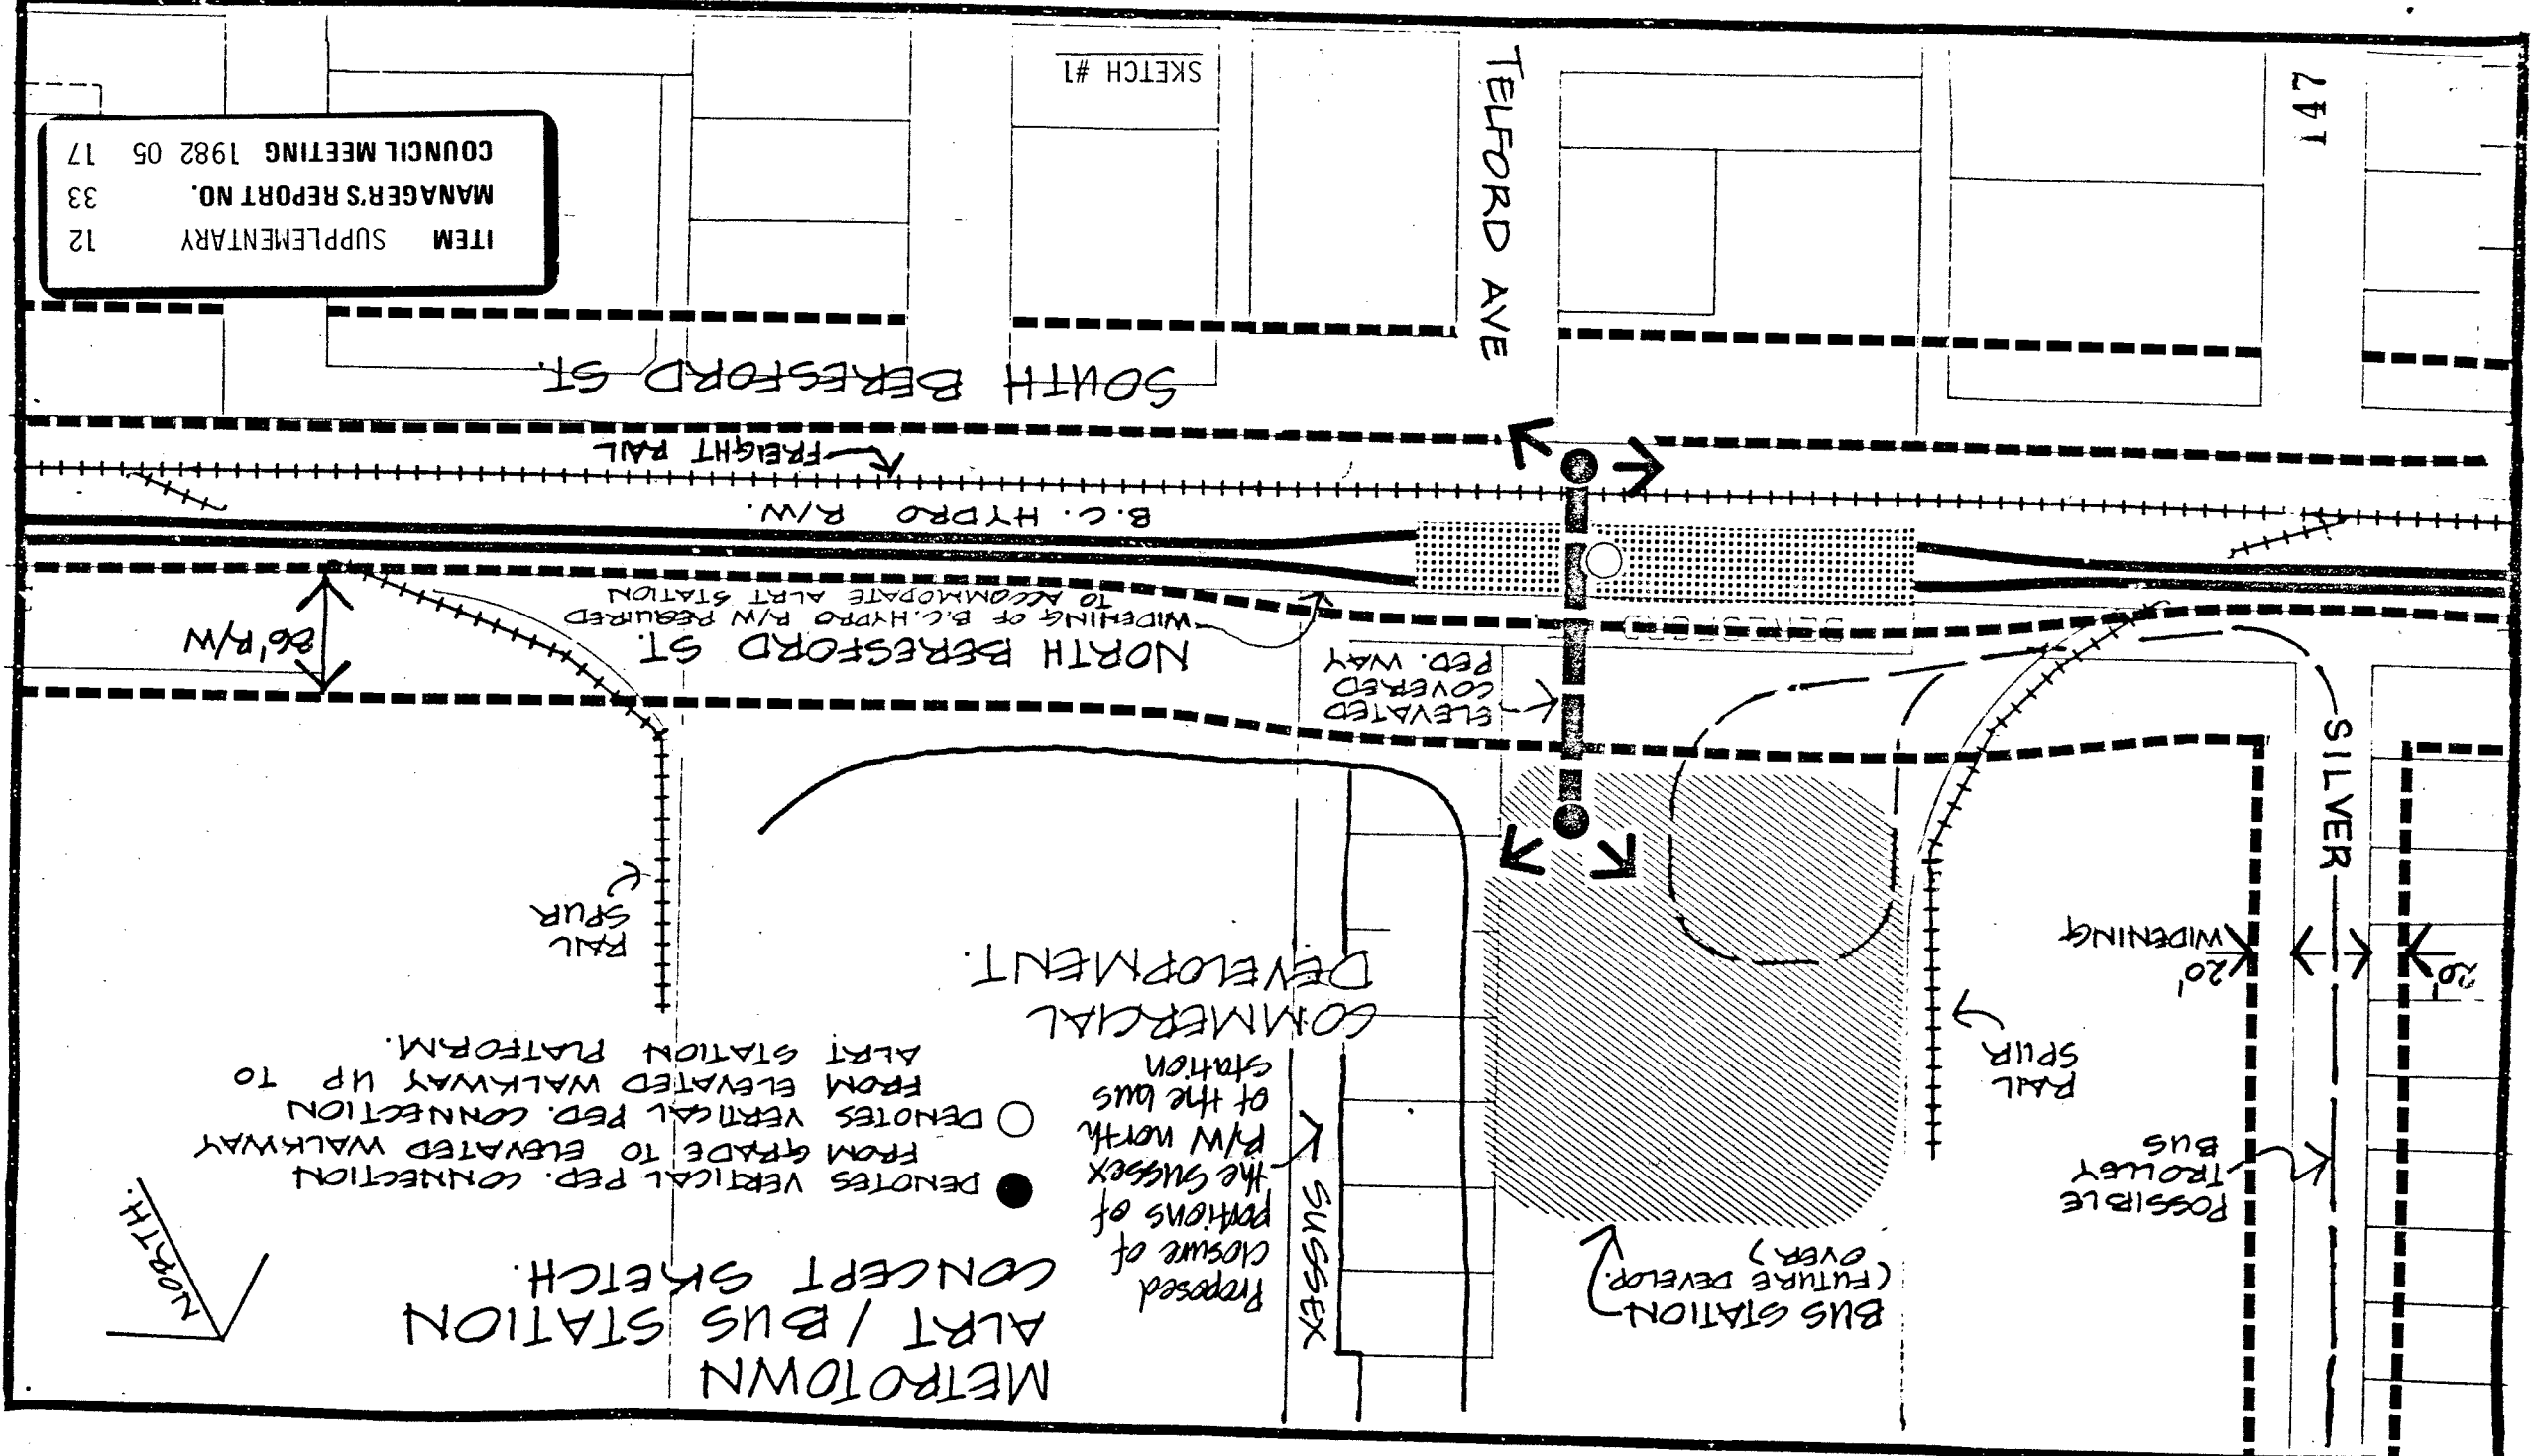 METROTOWN
ALRT / BUS STATION
CONCEPT SKETCH.
NORTH.
● DENOTES VERTICAL PED. CONNECTION
FROM GRADE TO ELEVATED WALKWAY
○ DENOTES VERTICAL PED. CONNECTION
FROM ELEVATED WALKWAY UP TO
ALRT STATION PLATFORM.
BUS STATION
(FUTURE DEVELOP.
OVER)
Proposed
closure of
portions of
the Sussex
R/W north
of the bus
station
SUSSEX
POSSIBLE
TROLLEY
BUS
RAIL
SPUR
20'
20'
WIDENING
SILVER
COMMERCIAL
DEVELOPMENT.
RAIL
SPUR
ELEVATED
COVERED
PED. WAY
NORTH BERESFORD ST.
86' R/W
WIDENING OF B.C. HYDRO R/W REQUIRED
TO ACCOMMODATE ALRT STATION
BERESFORD
B.C. HYDRO R/W.
FREIGHT RAIL
SOUTH BERESFORD ST.
TELFORD AVE
ITEM SUPPLEMENTARY 12
MANAGER'S REPORT NO. 33
COUNCIL MEETING 1982 05 17
SKETCH #1
147